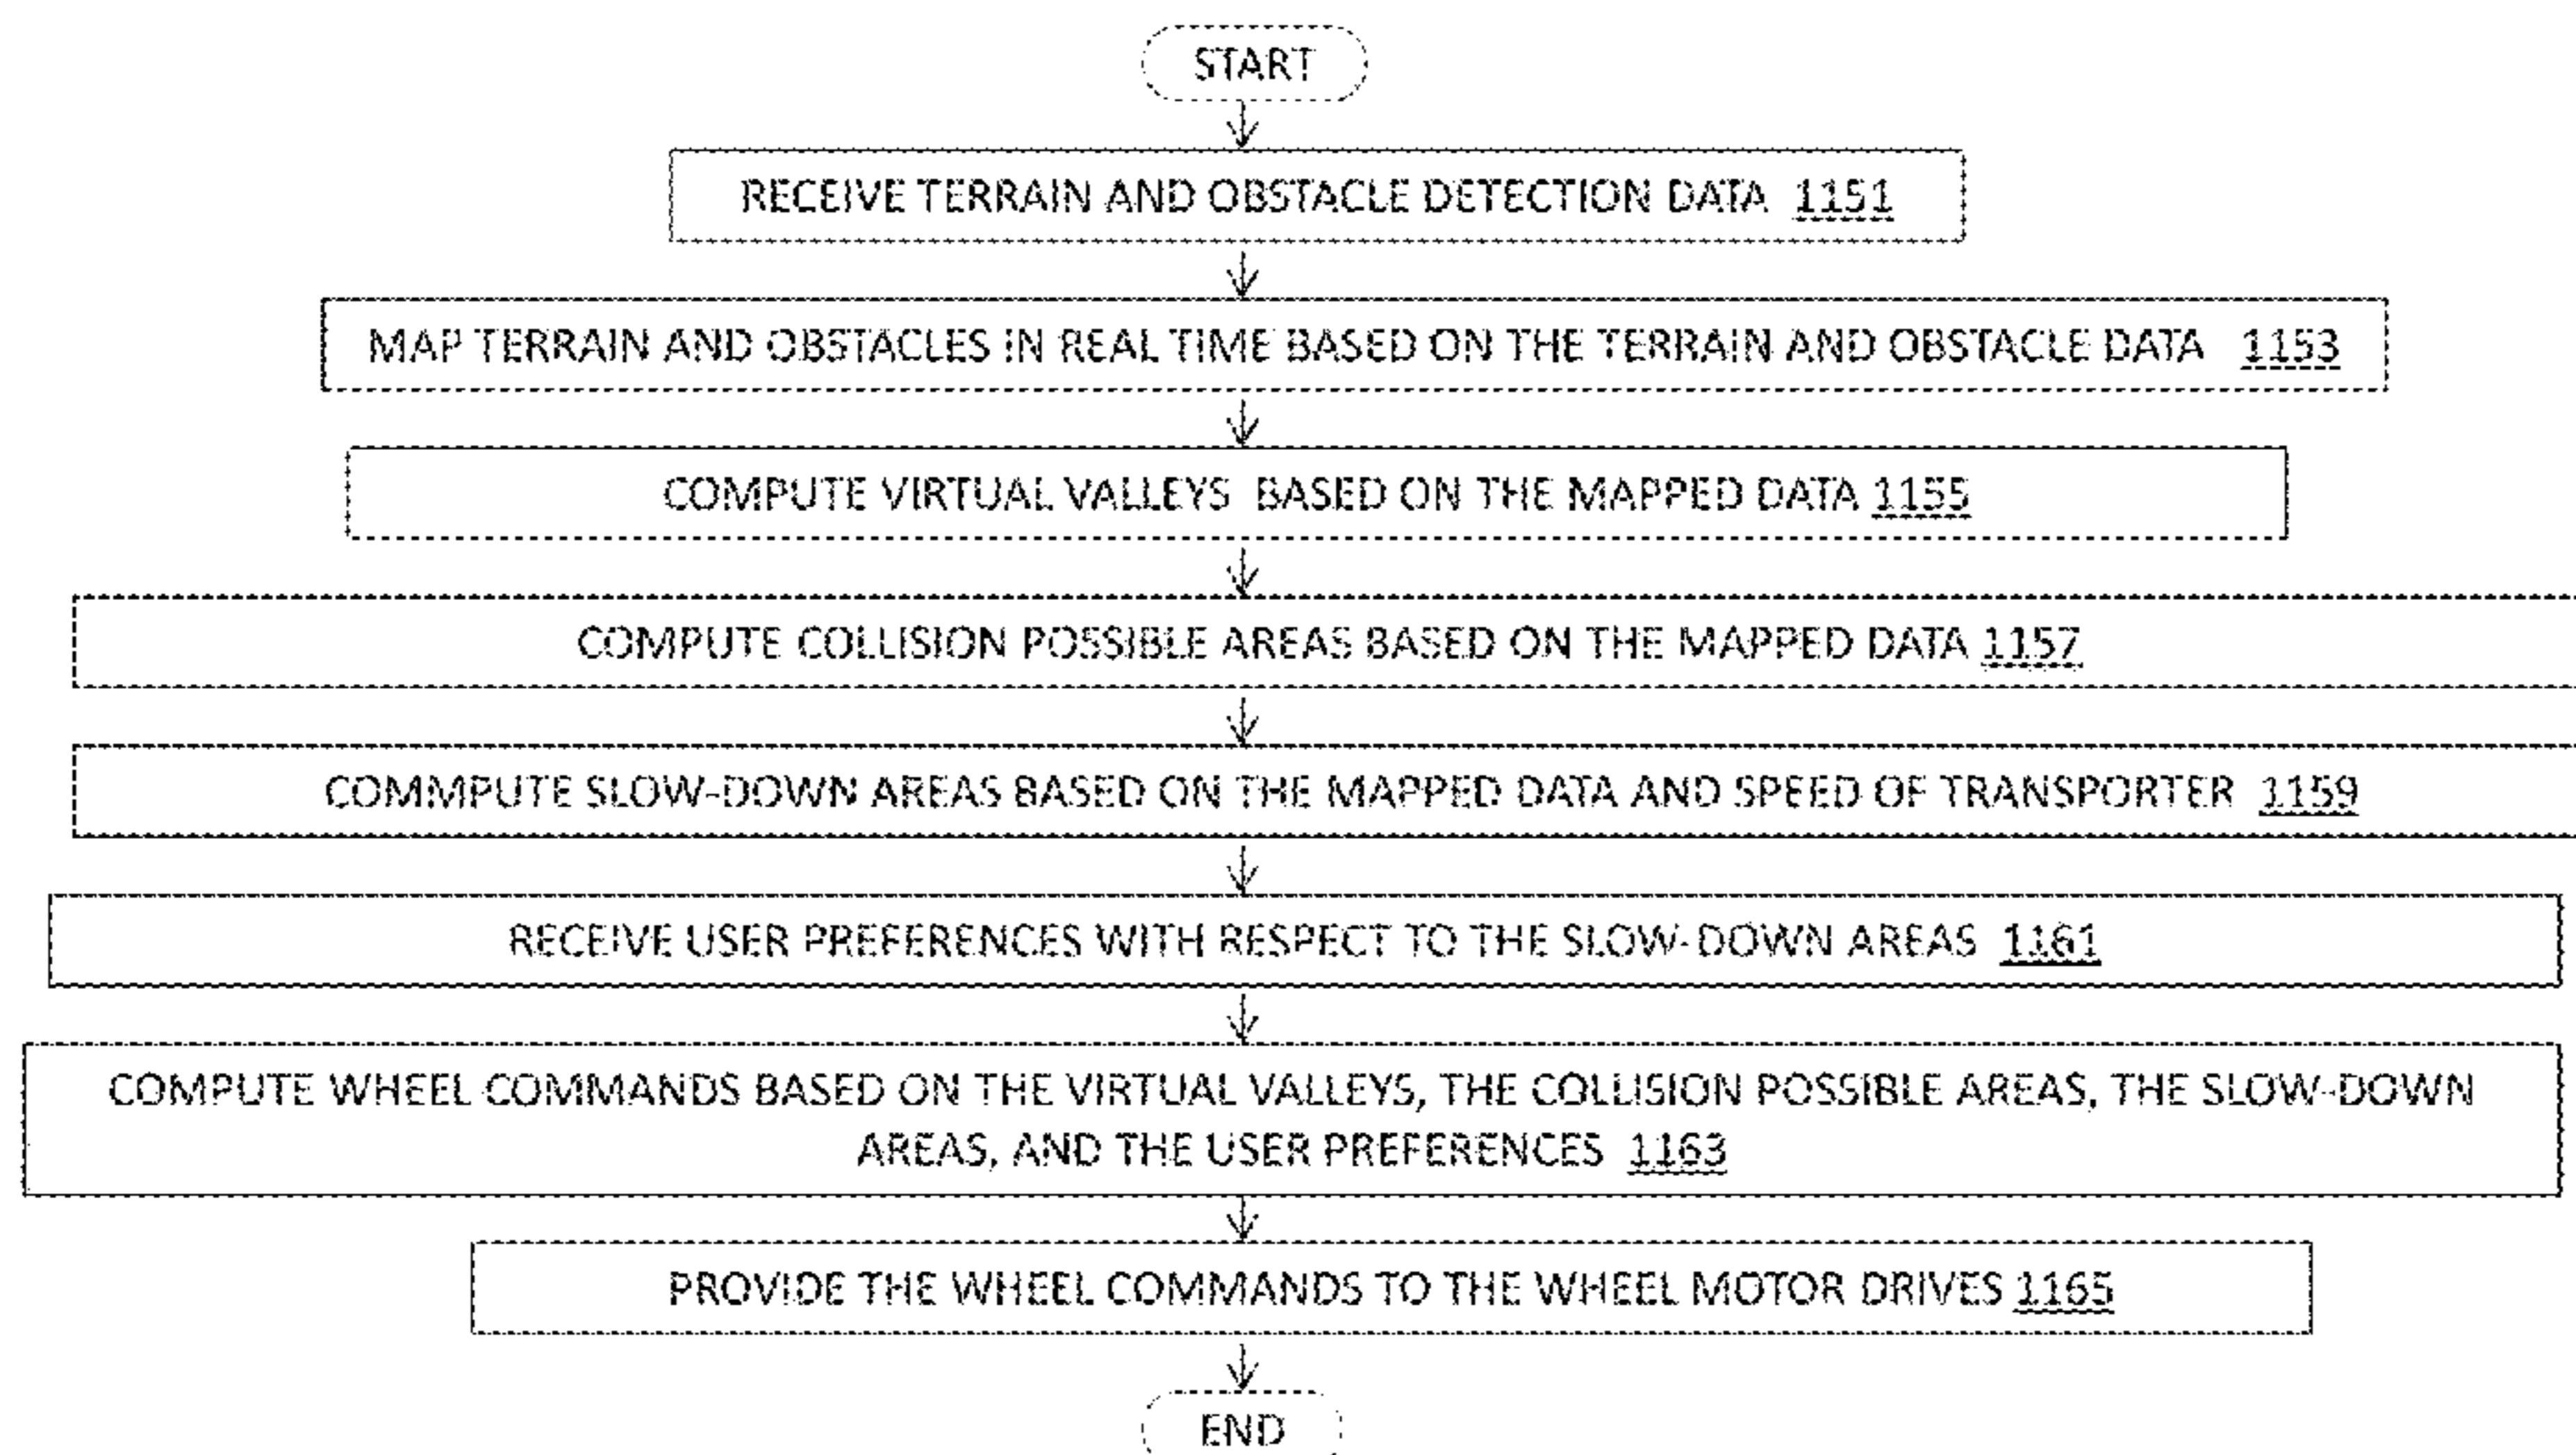 START
RECEIVE TERRAIN AND OBSTACLE DETECTION DATA 1151
MAP TERRAIN AND OBSTACLES IN REAL TIME BASED ON THE TERRAIN AND OBSTACLE DATA 1153
COMPUTE VIRTUAL VALLEYS BASED ON THE MAPPED DATA 1155
COMPUTE COLLISION POSSIBLE AREAS BASED ON THE MAPPED DATA 1157
COMMPUTE SLOW-DOWN AREAS BASED ON THE MAPPED DATA AND SPEED OF TRANSPORTER 1159
RECEIVE USER PREFERENCES WITH RESPECT TO THE SLOW-DOWN AREAS 1161
COMPUTE WHEEL COMMANDS BASED ON THE VIRTUAL VALLEYS, THE COLLISION POSSIBLE AREAS, THE SLOW-DOWN
AREAS, AND THE USER PREFERENCES 1163
PROVIDE THE WHEEL COMMANDS TO THE WHEEL MOTOR DRIVES 1165
END